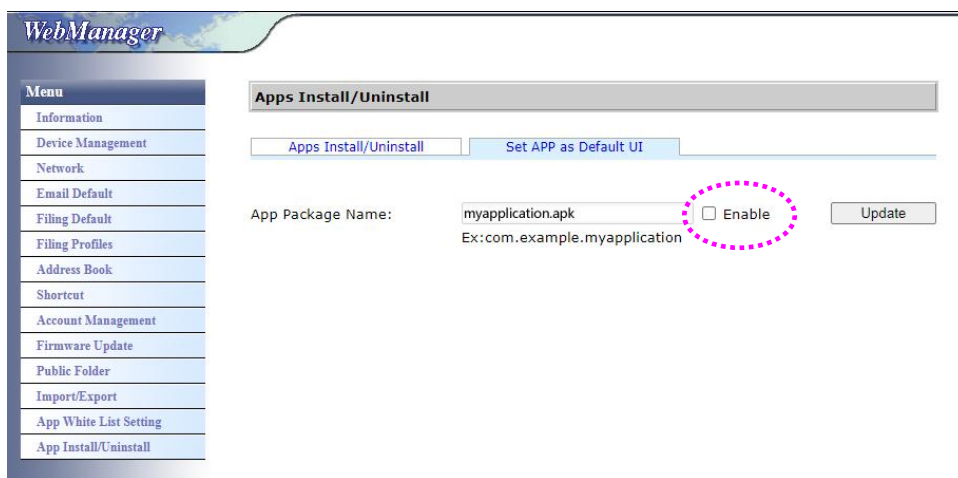 WebManager
Menu
Information
Device Management
Network
Email Default
Filing Default
Filing Profiles
Address Book
Shortcut
Account Management
Firmware Update
Public Folder
Import/Export
App White List Setting
App Install/Uninstall
Apps Install/Uninstall
Apps Install/Uninstall Set APP as Default UI
App Package Name: myapplication.apk Enable Update
Ex:com.example.myapplication